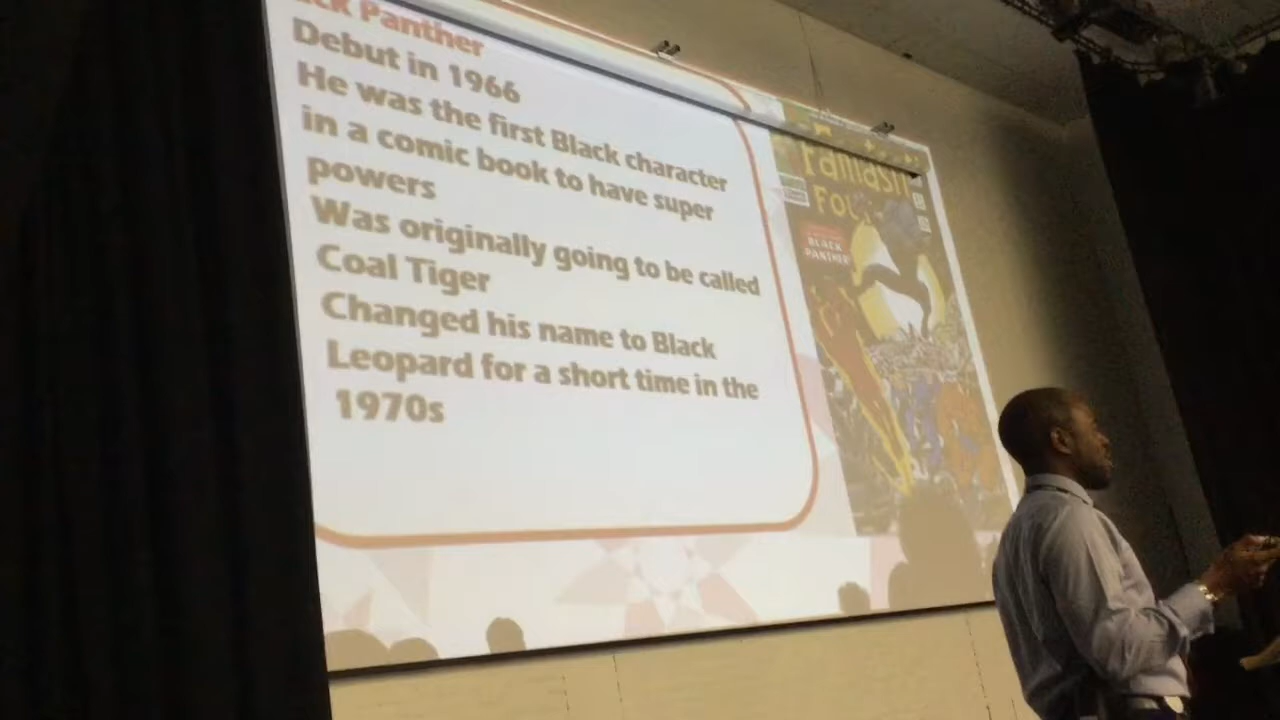 Panther
Debut in 1966
He was the first Black character
in a comic book to have super
powers
Was originally going to be called
Coal Tiger
Changed his name to Black
Leopard for a short time in the
1970s
BLACK
PANTHER